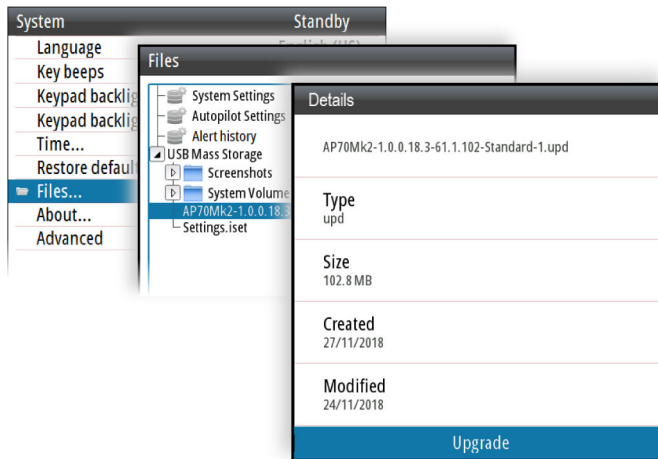 System Standby
Language
Key beeps
Keypad
Keypad
Time...
Restore
Files...
About...
Advanced
Files
System Settings
Autopilot Settings
Alert history
USB Mass Storage
Screenshots
System Volume
AP70Mk2-1.0.0.18.3
Settings.iset
Details
AP70Mk2-1.0.0.18.3-61.1.102-Standard-1.upd
Type
upd
Size
102.8 MB
Created
27/11/2018
Modified
24/11/2018
Upgrade